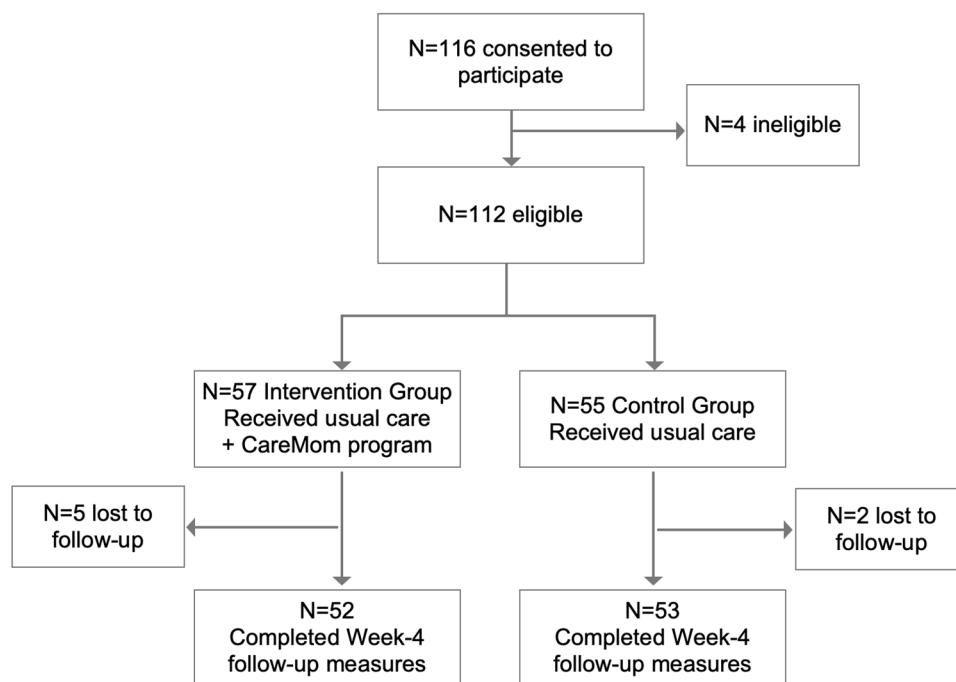 N=116 consented to
participate
N=4 ineligible
N=112 eligible
N=57 Intervention Group
Received usual care
+ CareMom program
N=55 Control Group
Received usual care
N=5 lost to
follow-up
N=2 lost to
follow-up
N=52
Completed Week-4
follow-up measures
N=53
Completed Week-4
follow-up measures